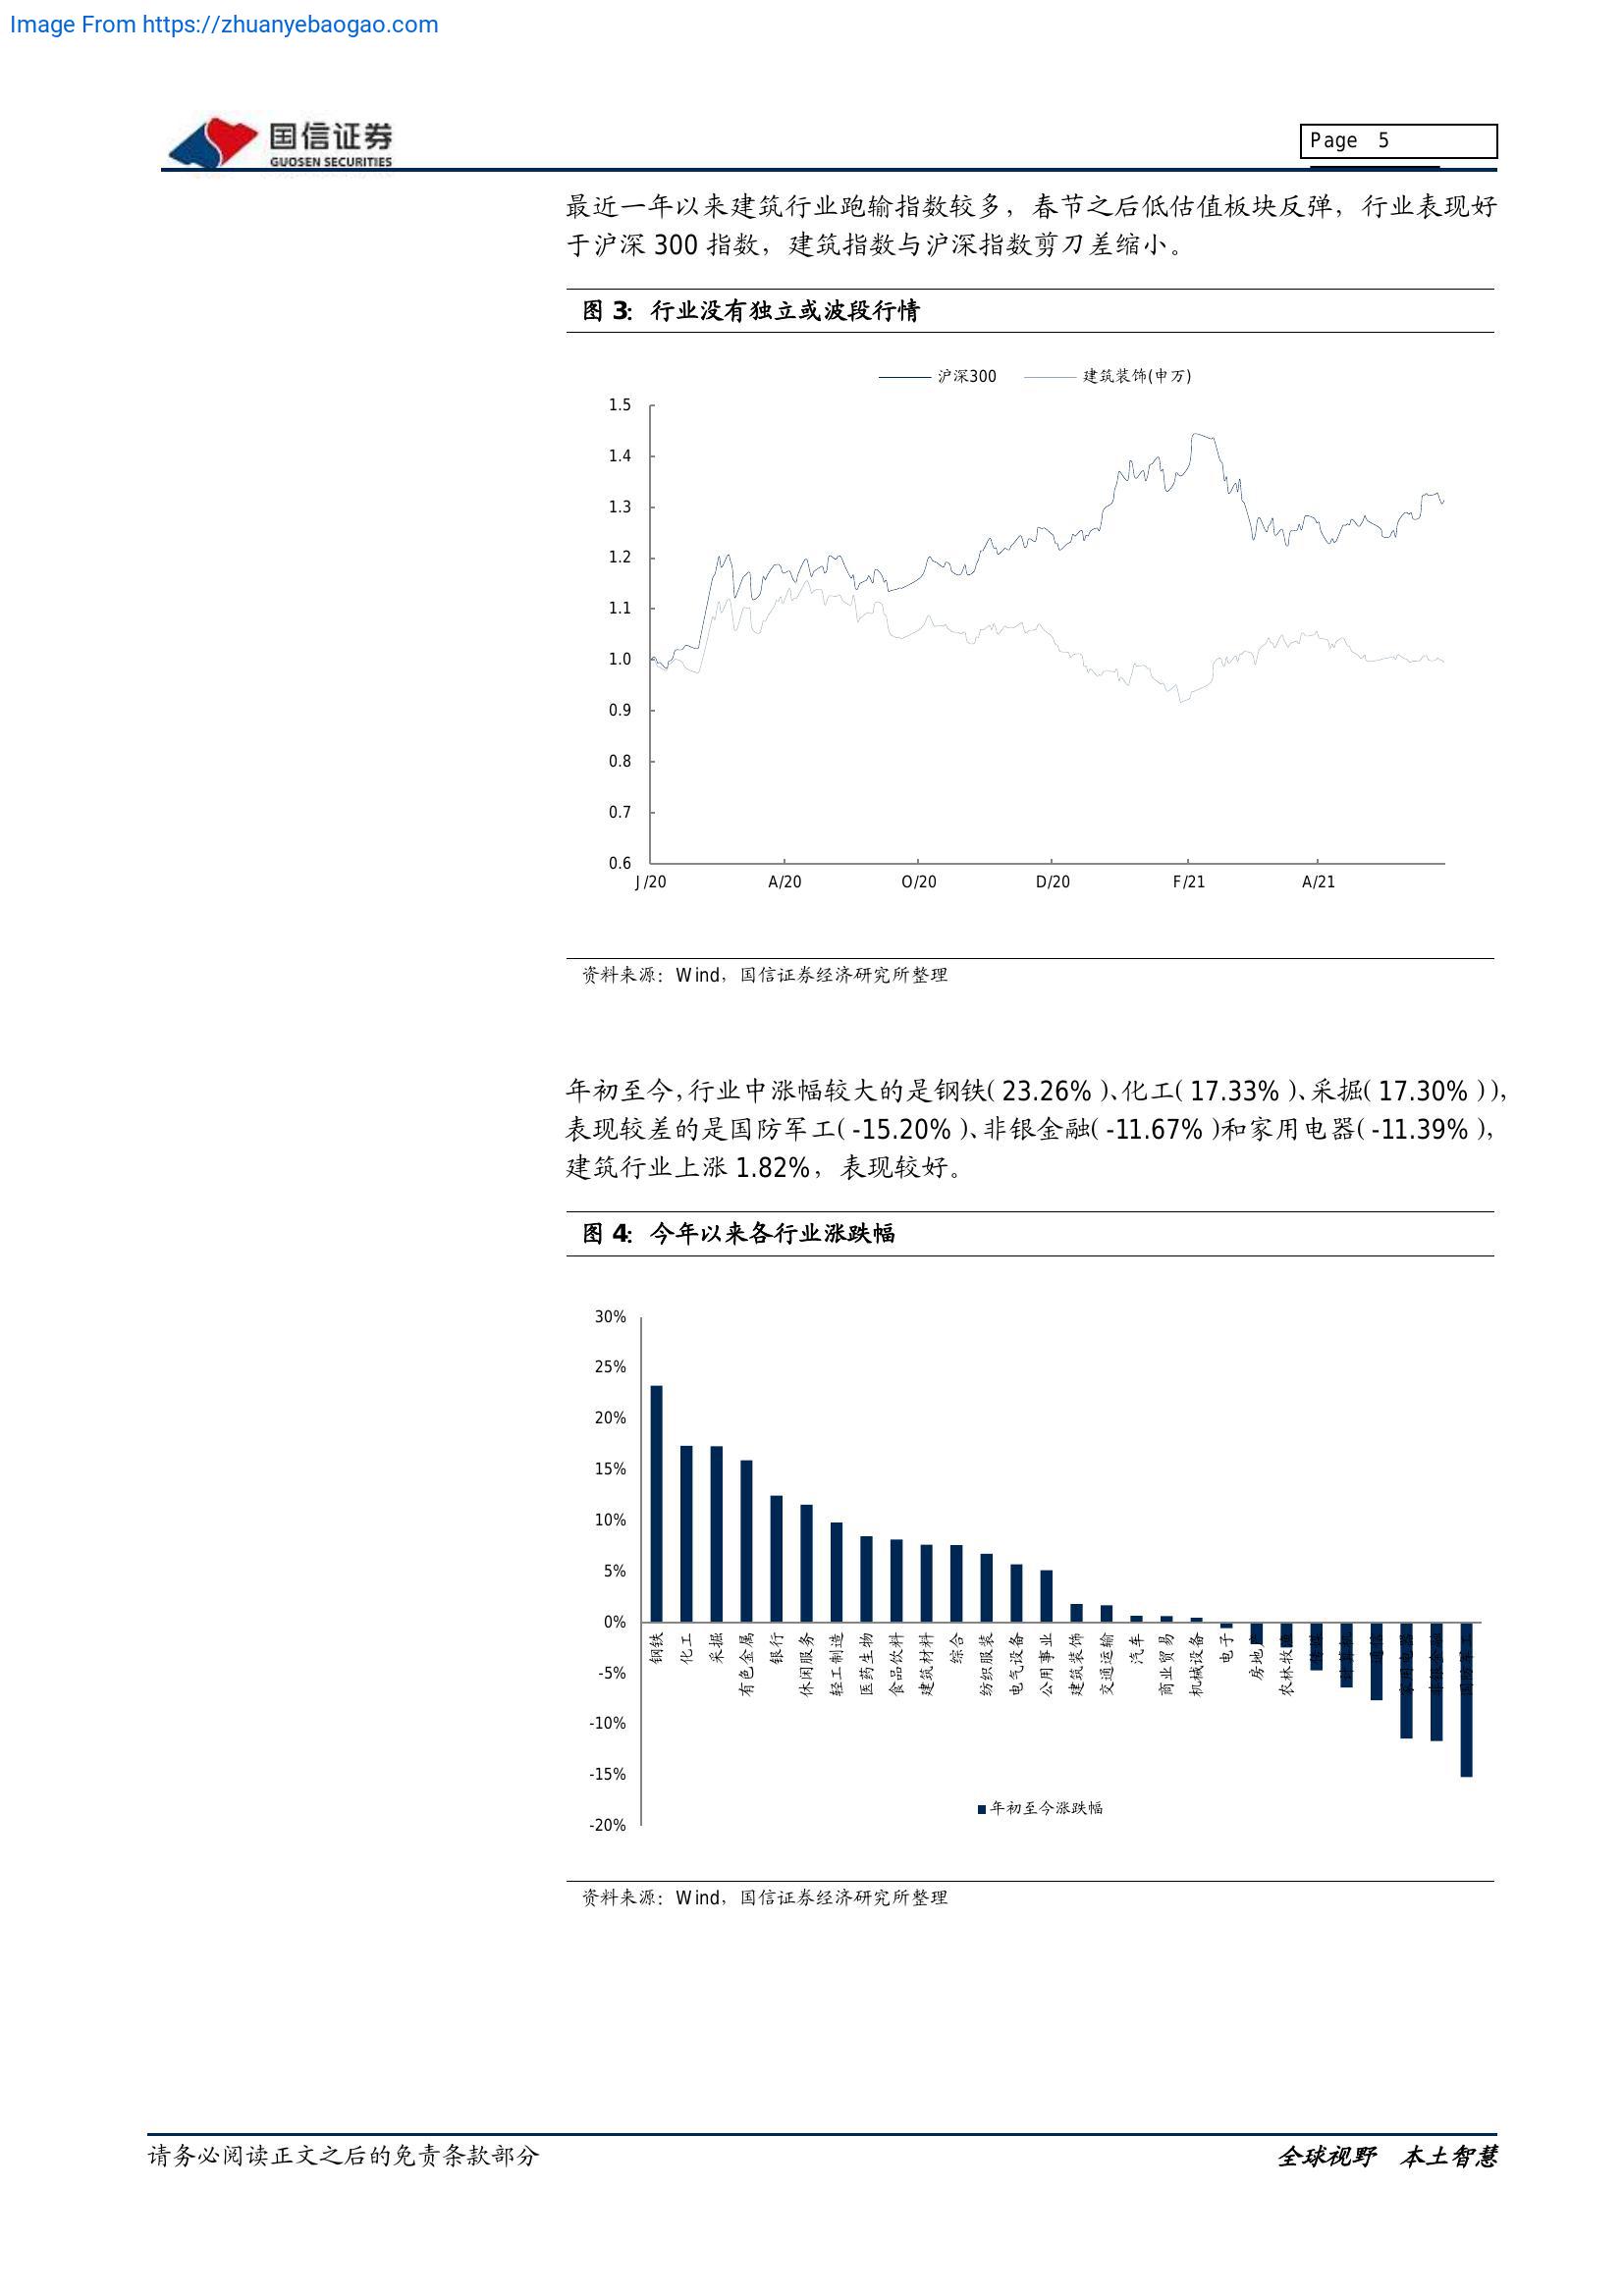 Image From https://zhuanyebaogao.com
国信证券
GUOSEN SECURITIES
Page 5
最近一年以来建筑行业跑输指数较多，春节之后低估值板块反弹，行业表现好
于沪深 300 指数，建筑指数与沪深指数剪刀差缩小。
图 3：行业没有独立或波段行情
沪深300 建筑装饰(申万)
1.5
1.4
1.3
1.2
1.1
1.0
0.9
0.8
0.7
0.6
J/20 A/20 O/20 D/20 F/21 A/21
资料来源：Wind，国信证券经济研究所整理
年初至今，行业中涨幅较大的是钢铁（23.26%）、化工（17.33%）、采掘（17.30%））,
表现较差的是国防军工（-15.20%）、非银金融（-11.67%）和家用电器（-11.39%），
建筑行业上涨 1.82%，表现较好。
图 4：今年以来各行业涨跌幅
30%
25%
20%
15%
10%
5%
0%
-5%
-10%
-15%
-20%
钢铁 化工 采掘 有色金属 银行 休闲服务 轻工制造 医药生物 食品饮料 建筑材料 综合 纺织服装 电气设备 公用事业 建筑装饰 交通运输 汽车 商业贸易 机械设备 电子 房地产 农林牧渔 家用电器 非银金融 国防军工
年初至今涨跌幅
资料来源：Wind，国信证券经济研究所整理
请务必阅读正文之后的免责条款部分
全球视野 本土智慧